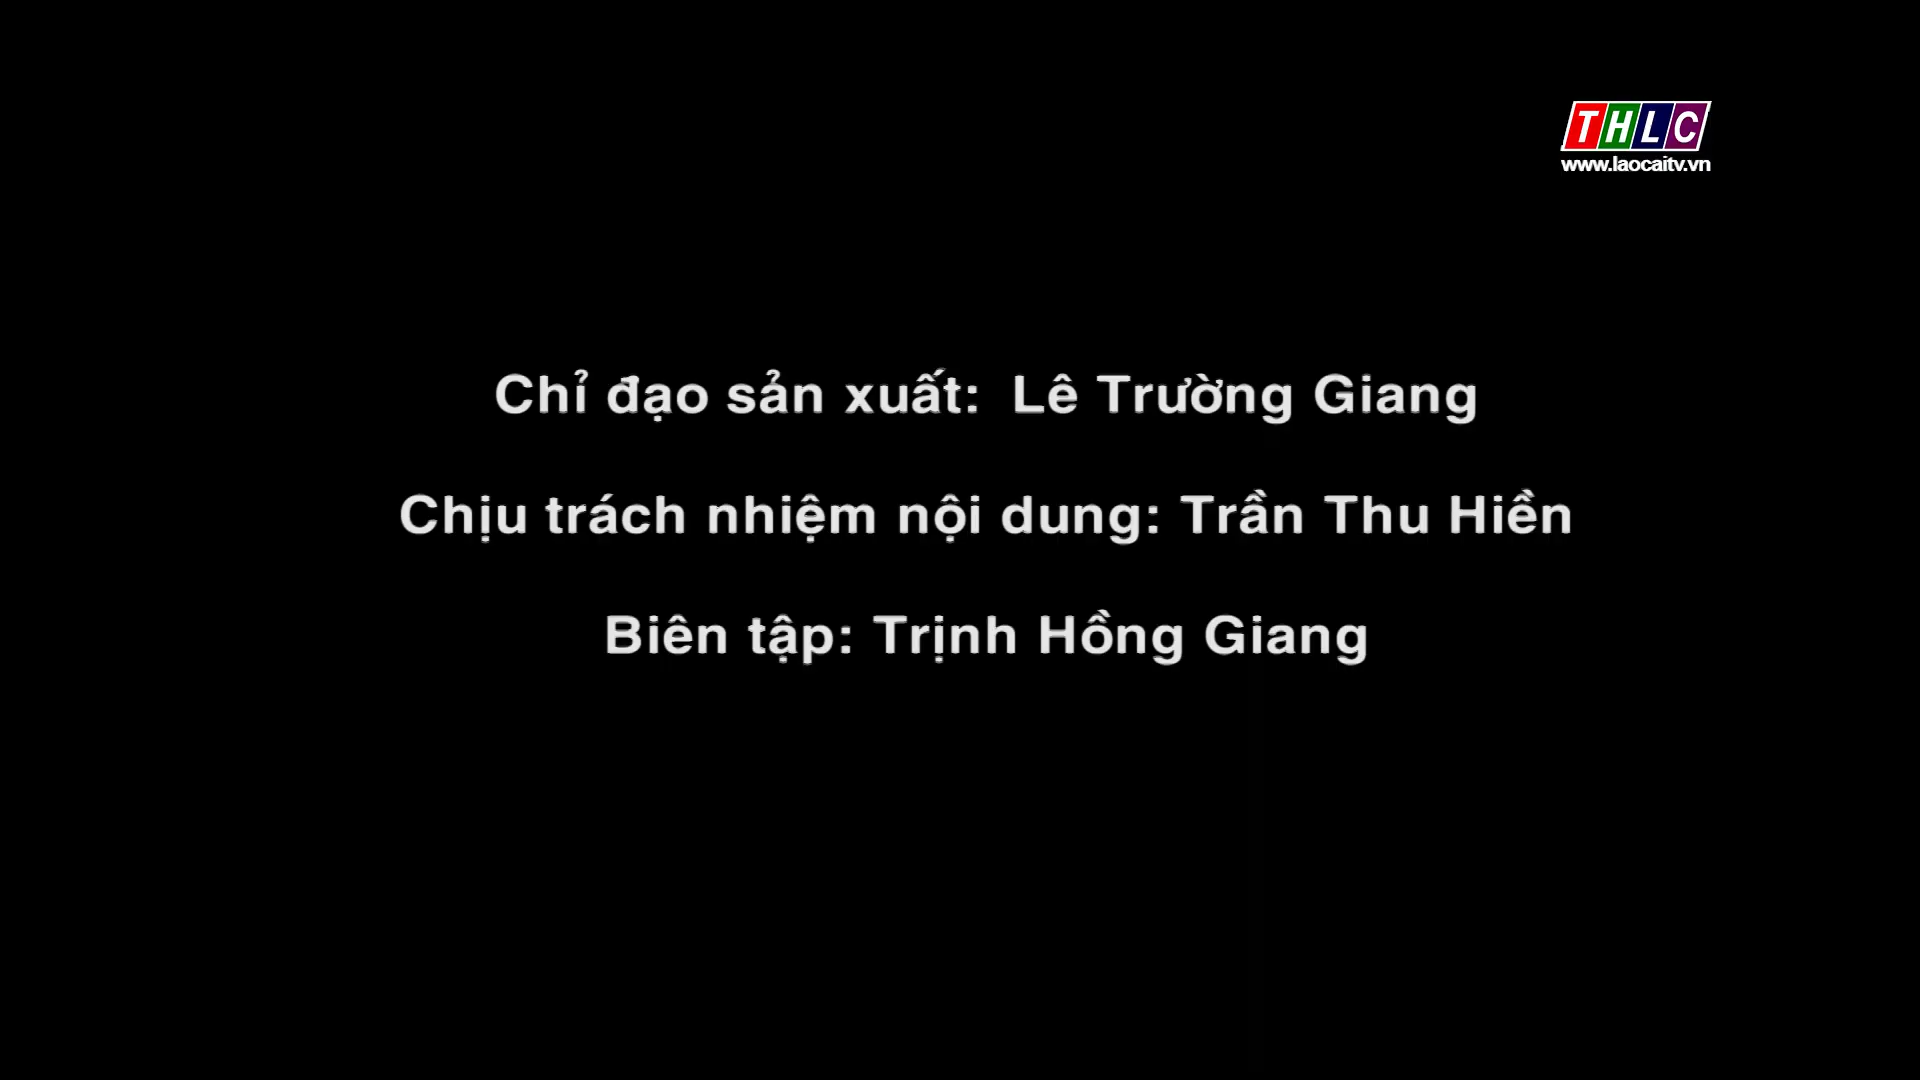 THLC
www.laocaitv.vn
Chỉ đạo sản xuất: Lê Trường Giang
Chịu trách nhiệm nội dung: Trần Thu Hiền
Biên tập: Trịnh Hồng Giang